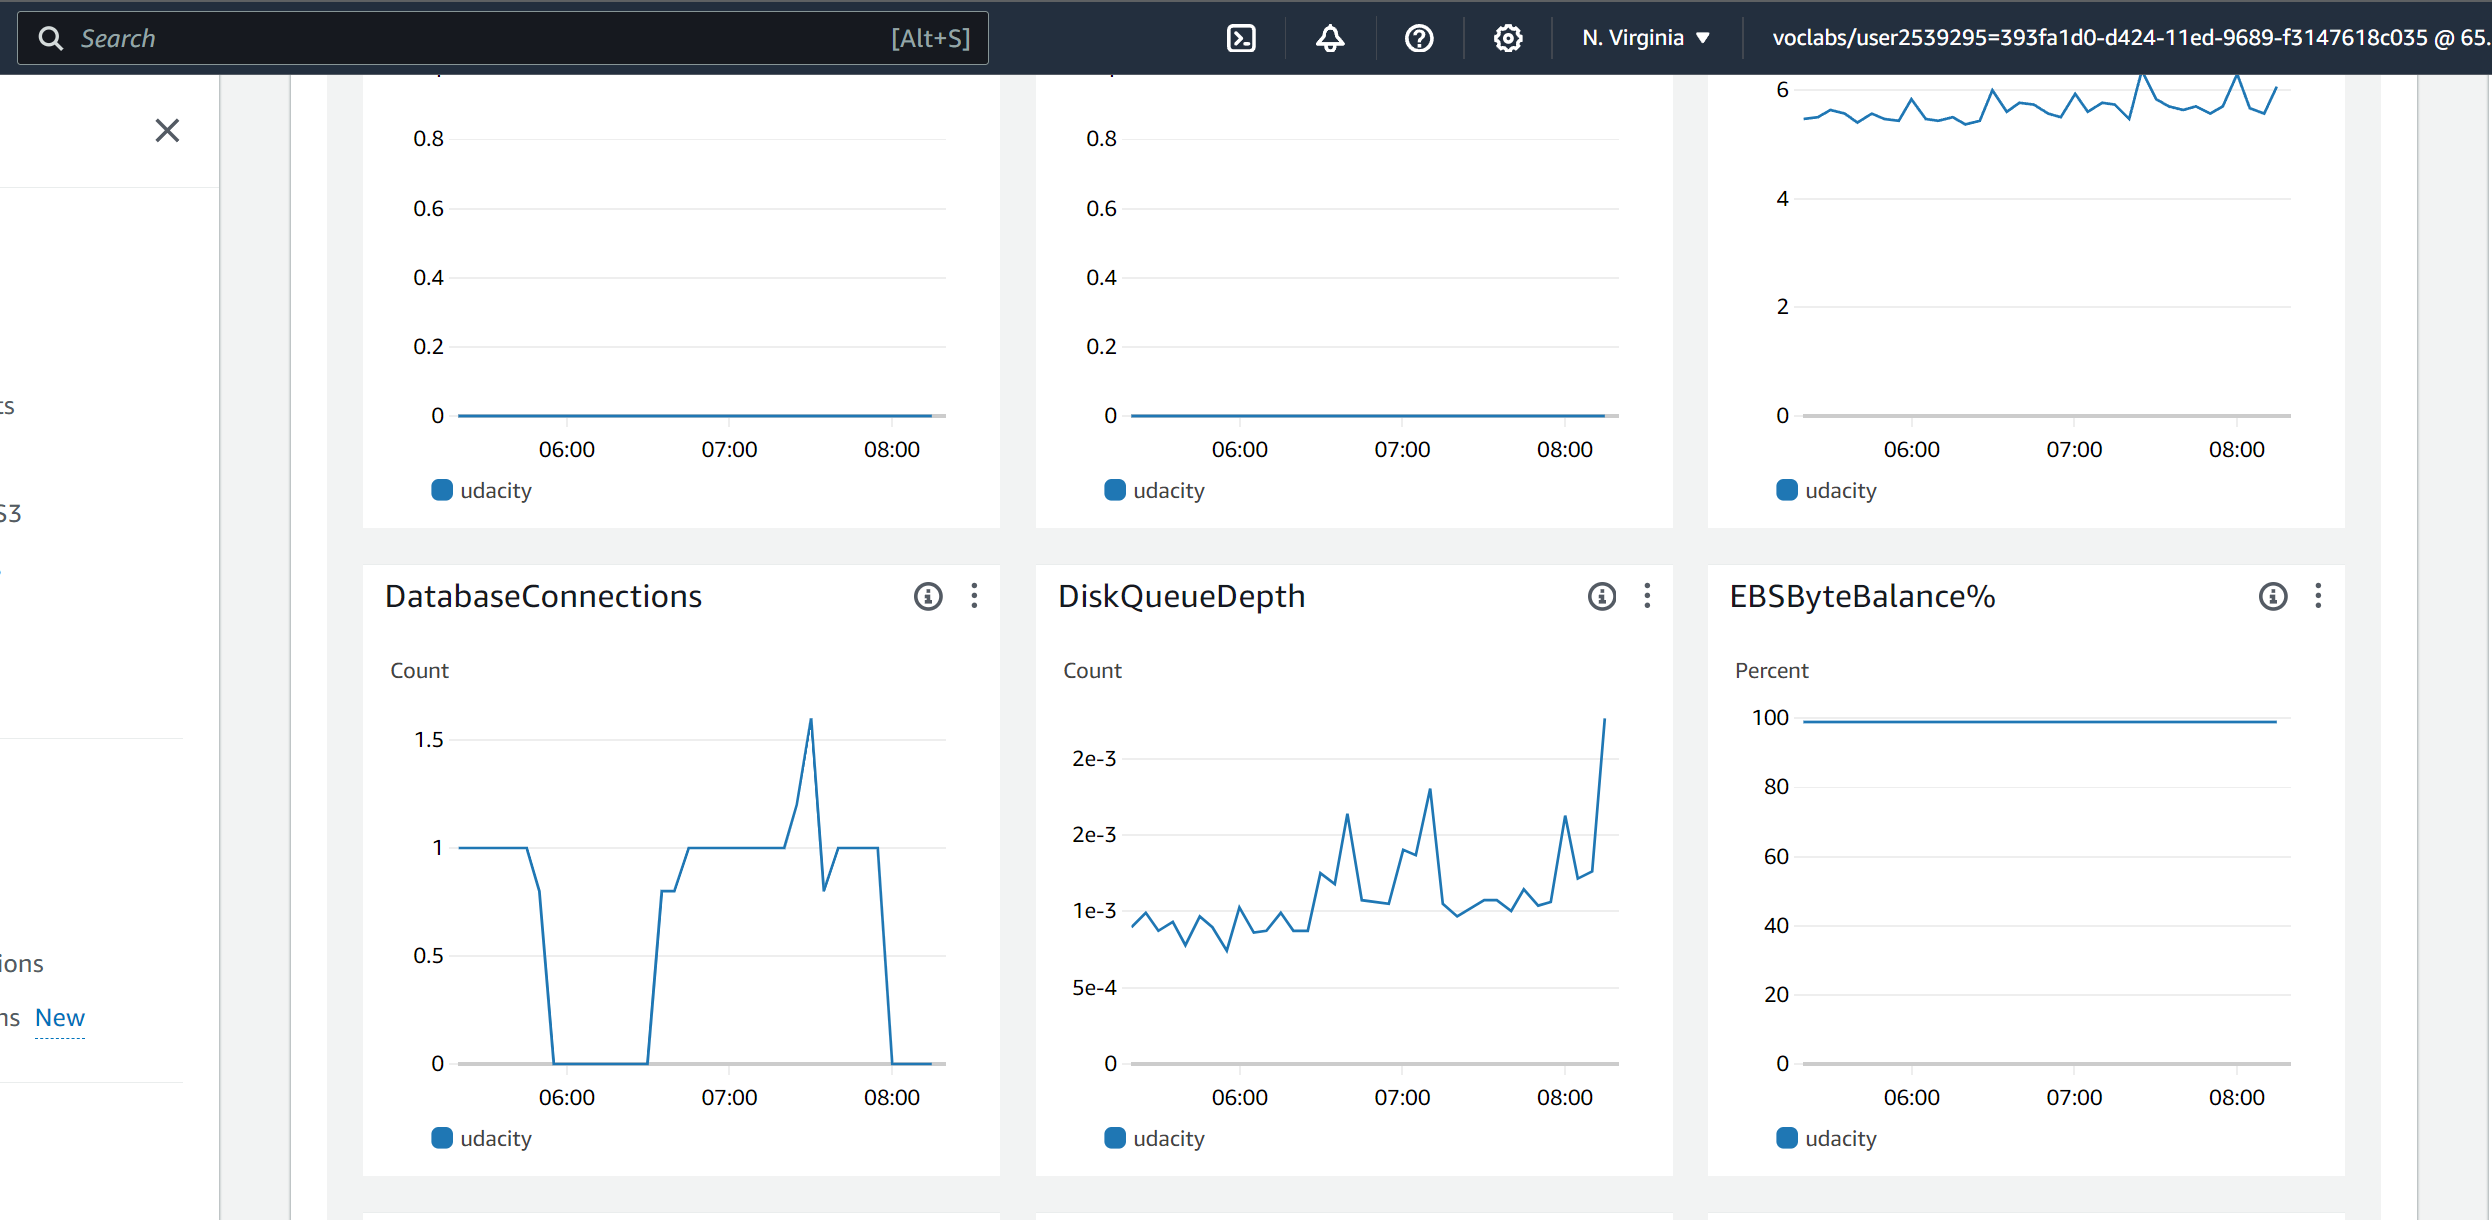 Search [Alt+S] N. Virginia voclabs/user2539295=393fa1d0-d424-11ed-9689-f3147618c035 @ 65.
ts
S3
ions
ns New
0.8
0.6
0.4
0.2
0
06:00 07:00 08:00
udacity
0.8
0.6
0.4
0.2
0
06:00 07:00 08:00
udacity
6
4
2
0
06:00 07:00 08:00
udacity
DatabaseConnections
Count
1.5
1
0.5
0
06:00 07:00 08:00
udacity
DiskQueueDepth
Count
2e-3
2e-3
1e-3
5e-4
0
06:00 07:00 08:00
udacity
EBSByteBalance%
Percent
100
80
60
40
20
0
06:00 07:00 08:00
udacity